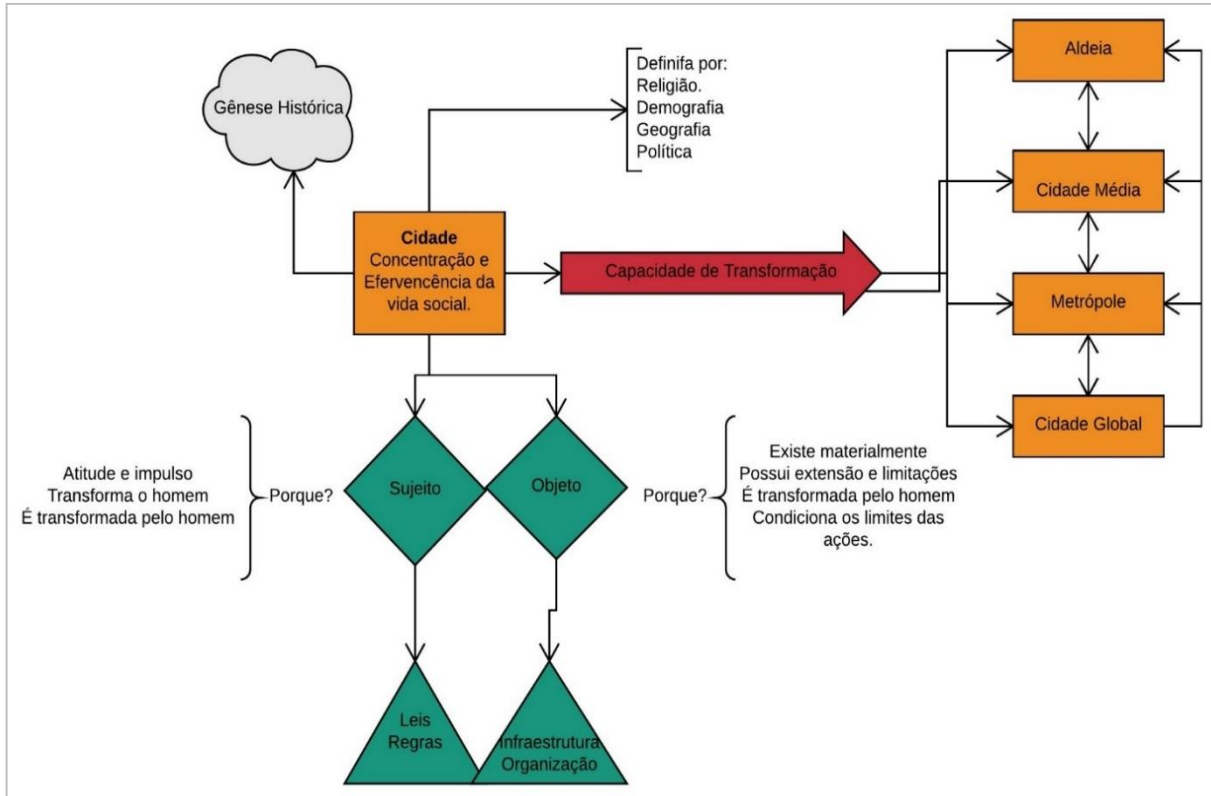 Gênese Histórica
Definifa por:
Religião.
Demografia
Geografia
Política
Cidade
Concentração e
Efervencência da
vida social.
Capacidade de Transformação
Aldeia
Cidade Média
Metrópole
Cidade Global
Atitude e impulso
Transforma o homem
É transformada pelo homem
Porque?
Sujeito
Objeto
Porque?
Existe materialmente
Possui extensão e limitações
É transformada pelo homem
Condiciona os limites das
ações.
Leis
Regras
Infraestrutura
Organização